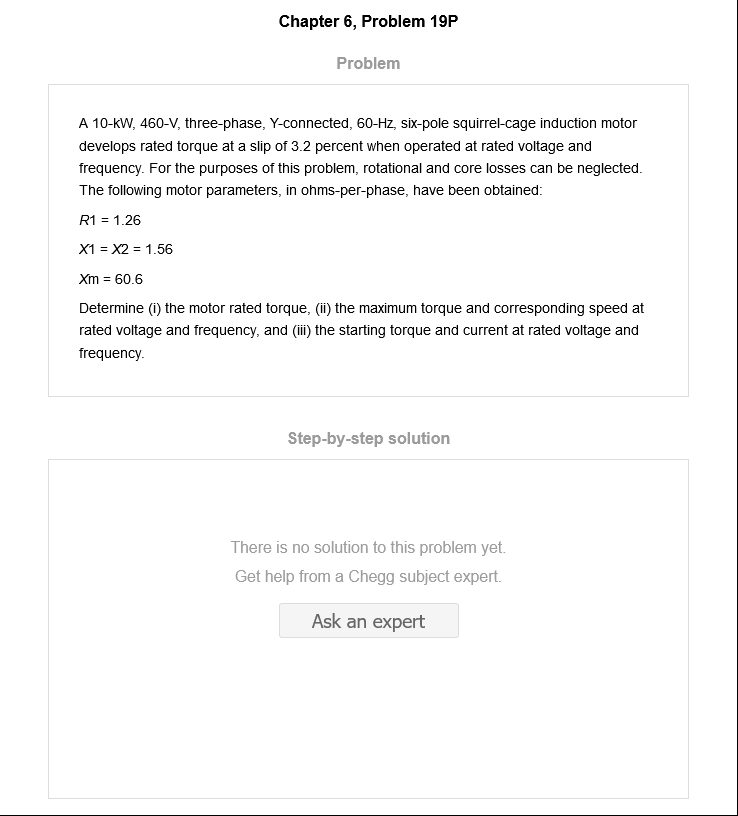 Chapter 6, Problem 19P
Problem
A 10-kW, 460-V, three-phase, Y-connected, 60-Hz, six-pole squirrel-cage induction motor
develops rated torque at a slip of 3.2 percent when operated at rated voltage and
frequency. For the purposes of this problem, rotational and core losses can be neglected.
The following motor parameters, in ohms-per-phase, have been obtained:
R1 = 1.26
X1 = X2 = 1.56
Xm = 60.6
Determine (i) the motor rated torque, (ii) the maximum torque and corresponding speed at
rated voltage and frequency, and (iii) the starting torque and current at rated voltage and
frequency.
Step-by-step solution
There is no solution to this problem yet.
Get help from a Chegg subject expert.
Ask an expert